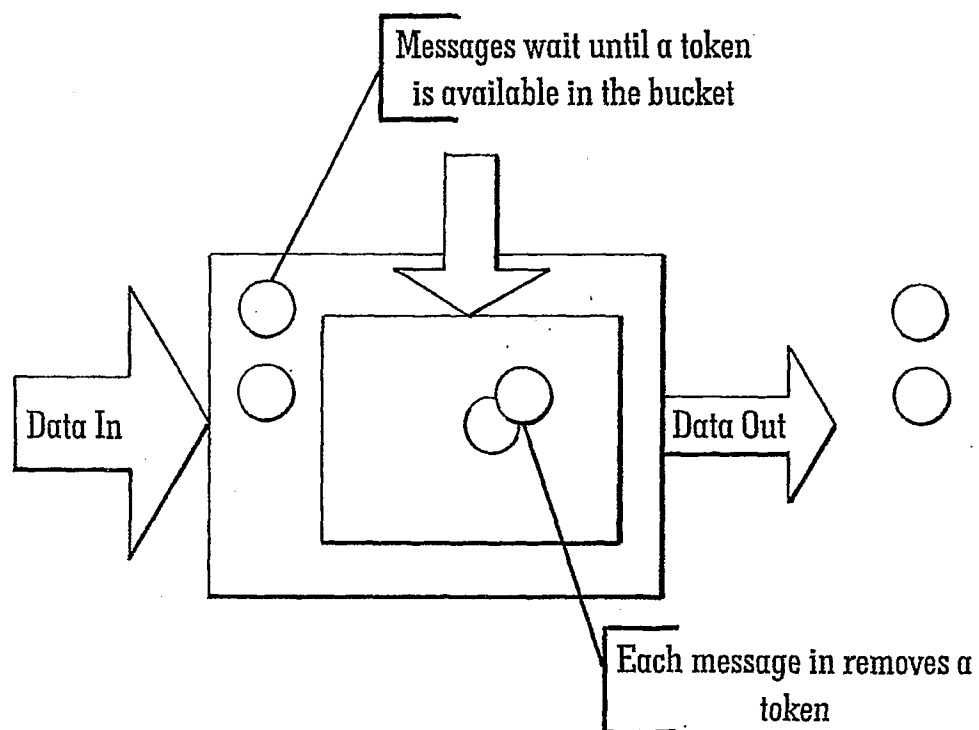 Messages wait until a token
is available in the bucket
Data In
Data Out
Each message in removes a
token